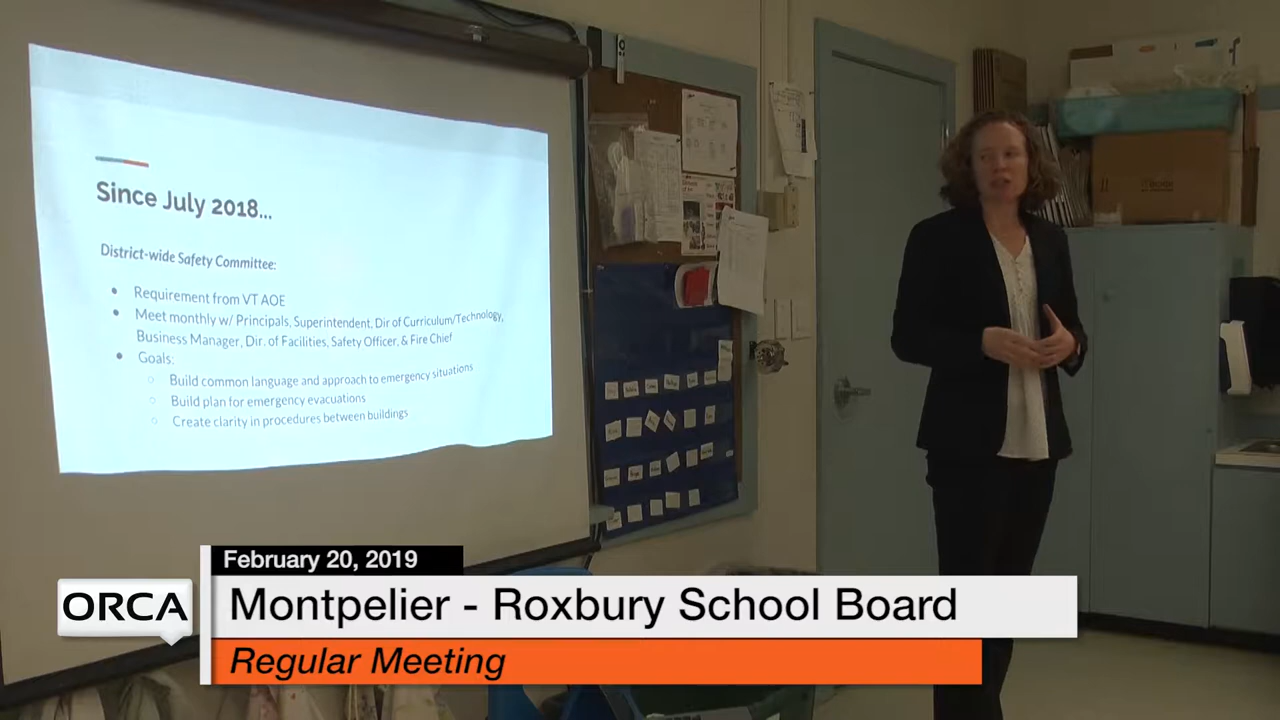 Since July 2018...
District-wide Safety Committee:
Requirement from VT AOE
Meet monthly w/ Principals, Superintendent, Dir of Curriculum/Technology,
Business Manager, Dir. of Facilities, Safety Officer, & Fire Chief
Goals:
Build common language and approach to emergency situations
Build plan for emergency evacuations
Create clarity in procedures between buildings
February 20, 2019
ORCA
Montpelier - Roxbury School Board
Regular Meeting